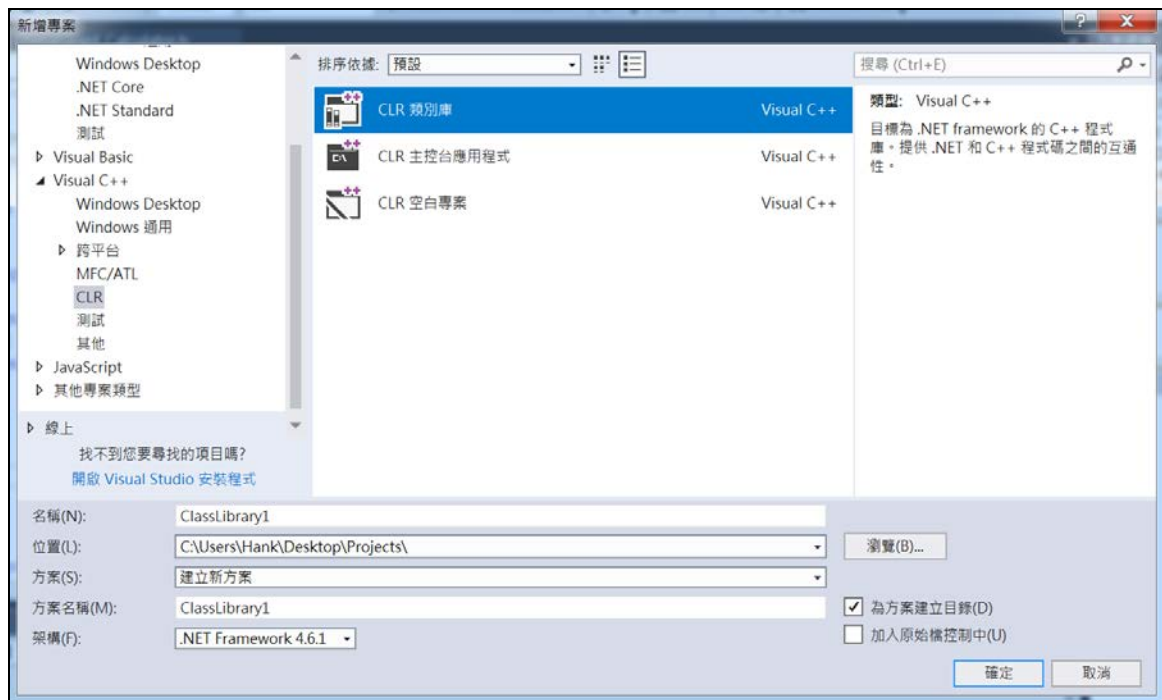 新增專案
Windows Desktop
.NET Core
.NET Standard
測試
Visual Basic
Visual C++
Windows Desktop
Windows 通用
跨平台
MFC/ATL
CLR
測試
其他
JavaScript
其他專案類型
線上
找不到您要尋找的項目嗎?
開啟 Visual Studio 安裝程式
排序依據: 預設
CLR 類別庫 Visual C++
CLR 主控台應用程式 Visual C++
CLR 空白專案 Visual C++
搜尋 (Ctrl+E)
類型: Visual C++
目標為 .NET framework 的 C++ 程式
庫。提供 .NET 和 C++ 程式碼之間的互通
性。
名稱(N): ClassLibrary1
位置(L): C:\Users\Hank\Desktop\Projects\ 瀏覽(B)...
方案(S): 建立新方案
方案名稱(M): ClassLibrary1 為方案建立目錄(D)
架構(F): .NET Framework 4.6.1 加入原始檔控制中(U)
確定 取消